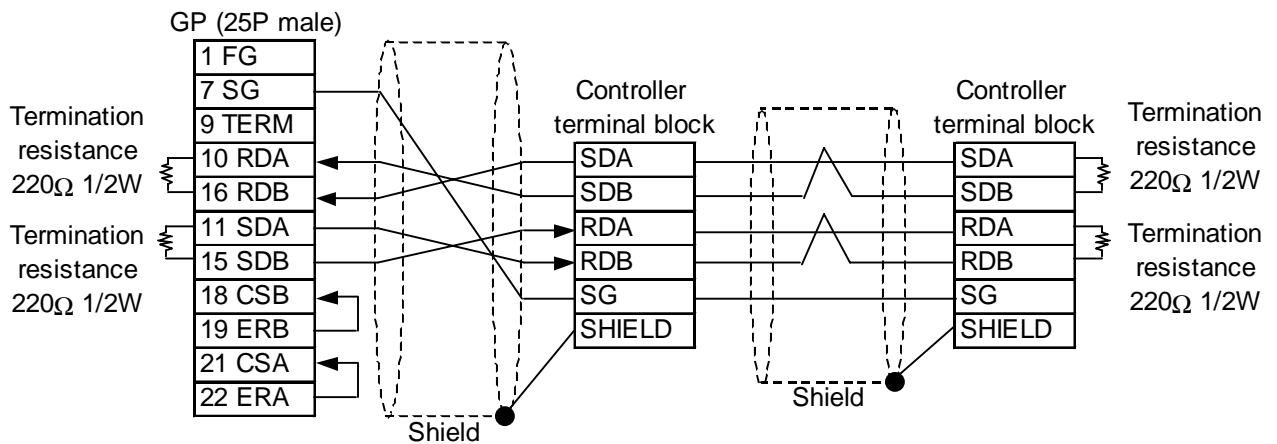 GP (25P male)
1 FG
7 SG
9 TERM
10 RDA
16 RDB
11 SDA
15 SDB
18 CSB
19 ERB
21 CSA
22 ERA
Termination
resistance
220Ω 1/2W
Termination
resistance
220Ω 1/2W
Shield
Controller
terminal block
SDA
SDB
RDA
RDB
SG
SHIELD
Shield
Controller
terminal block
SDA
SDB
RDA
RDB
SG
SHIELD
Termination
resistance
220Ω 1/2W
Termination
resistance
220Ω 1/2W